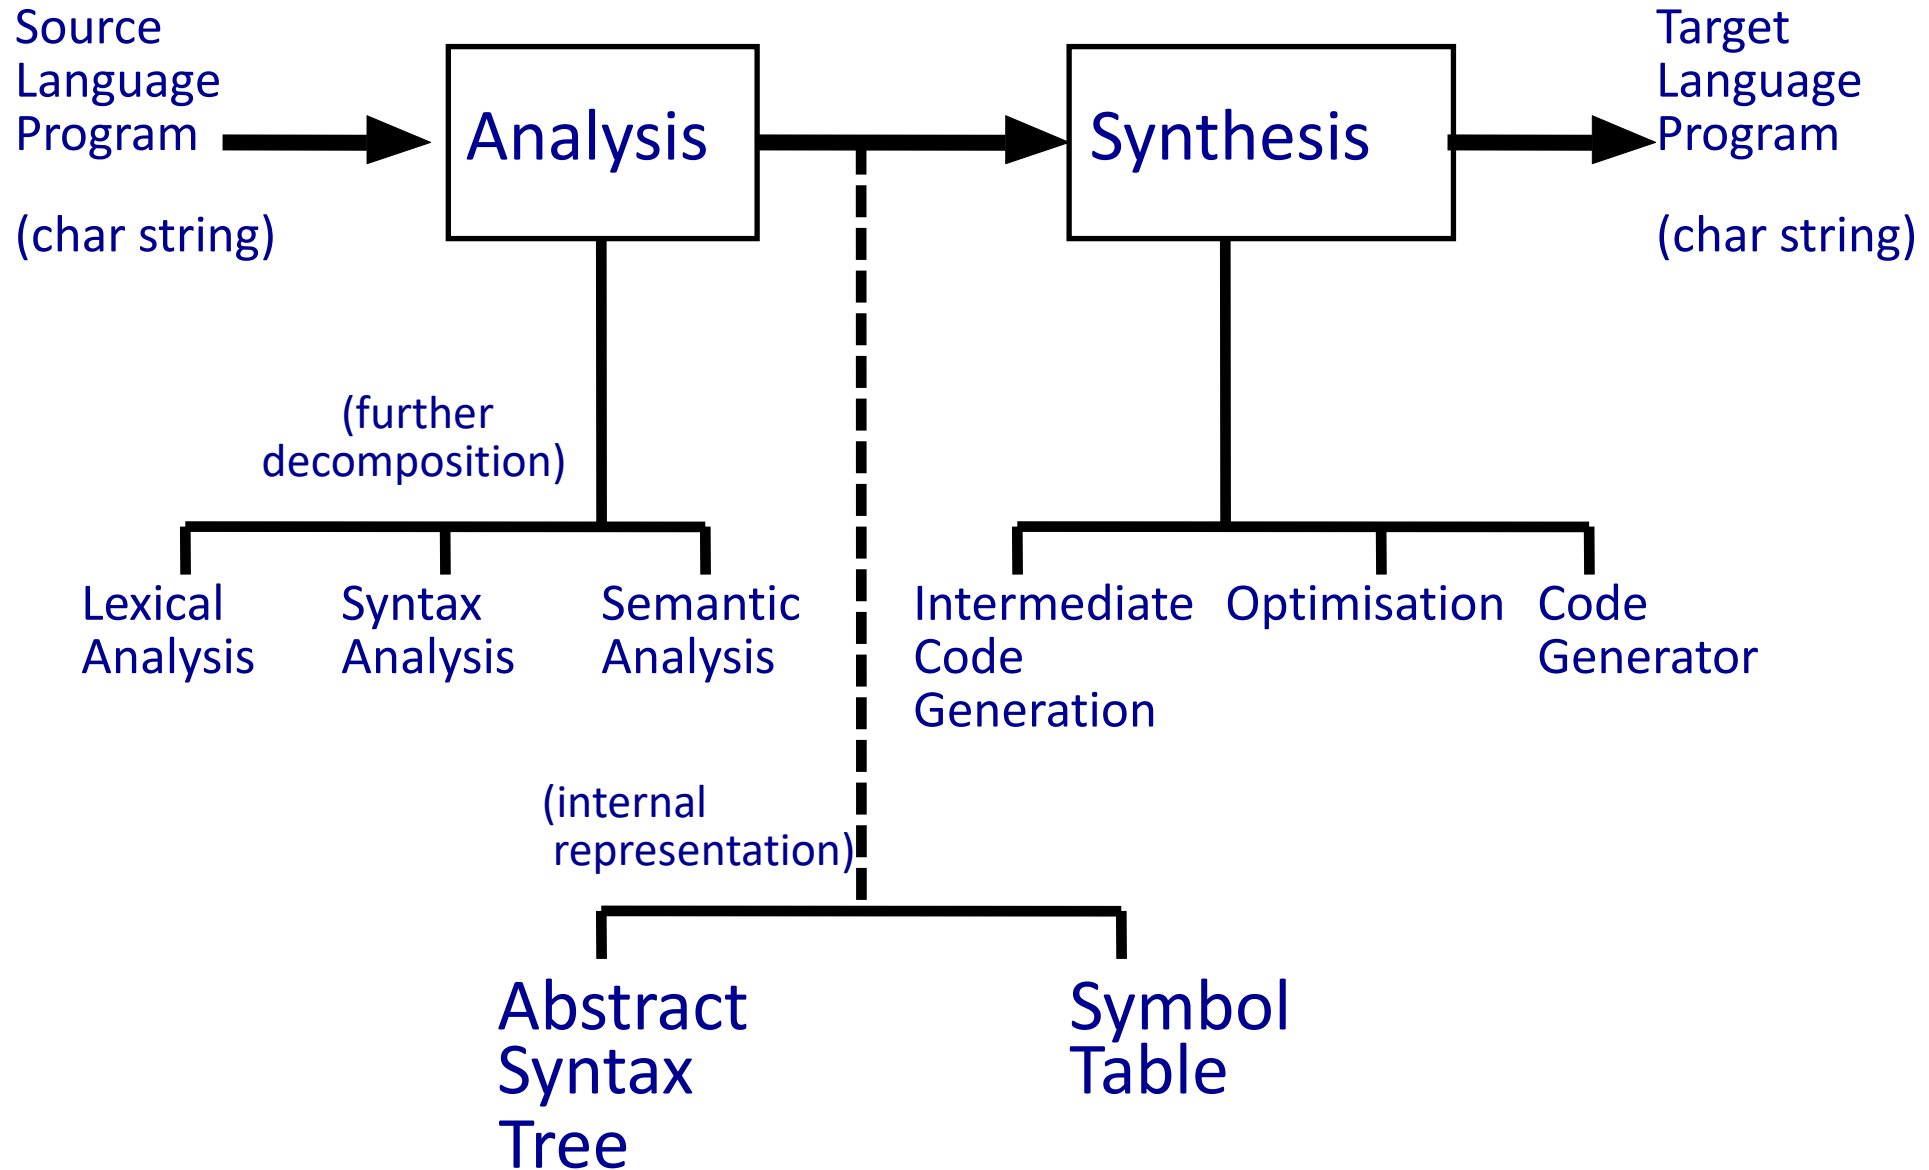 Source
Language
Program
(char string)
Analysis
Synthesis
Target
Language
Program
(char string)
(further
decomposition)
Lexical
Analysis
Syntax
Analysis
Semantic
Analysis
Intermediate
Code
Generation
Optimisation
Code
Generator
(internal
representation)
Abstract
Syntax
Tree
Symbol
Table